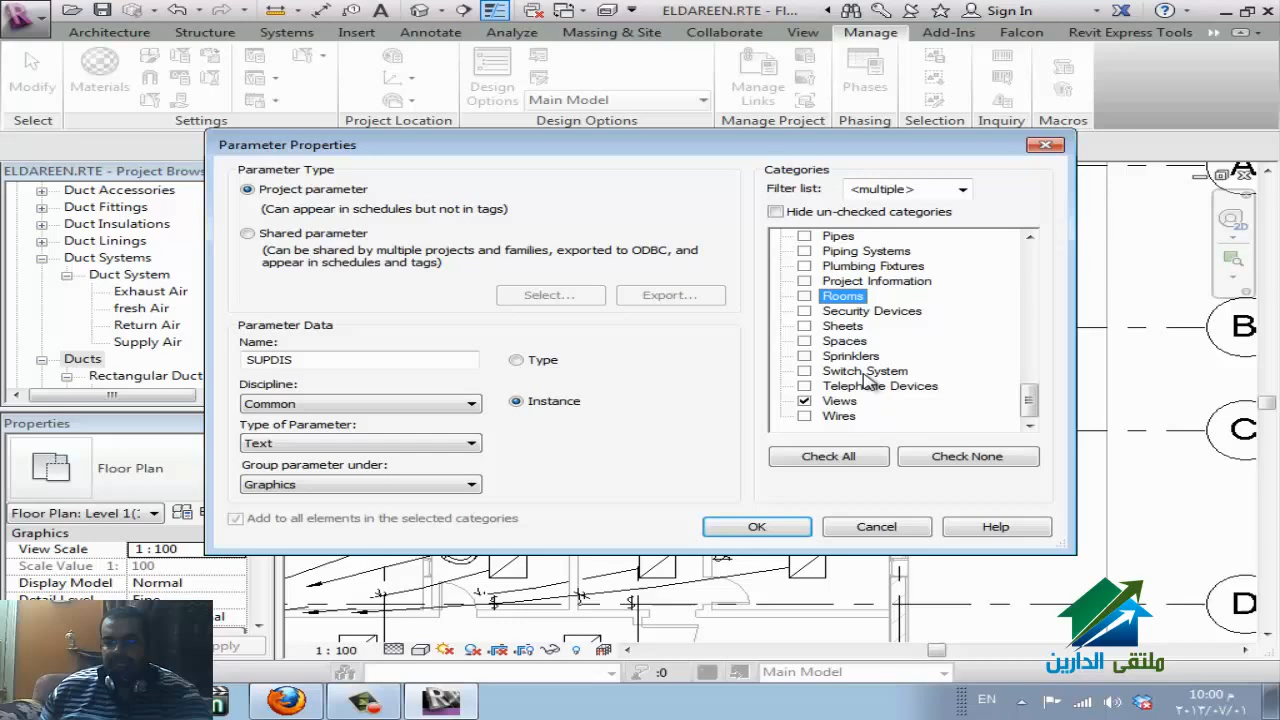 ELDAREEN.RTE - Fl...
Sign In
Architecture
Structure
Systems
Insert
Annotate
Analyze
Massing & Site
Collaborate
View
Manage
Add-Ins
Falcon
Revit Express Tools
Modify
Materials
Design Options
Main Model
Manage Links
Phases
Select
Settings
Project Location
Design Options
Manage Project
Phasing
Selection
Inquiry
Macros
ELDAREEN.RTE - Project Brows
Duct Accessories
Duct Fittings
Duct Insulations
Duct Linings
Duct Systems
Duct System
Exhaust Air
fresh Air
Return Air
Supply Air
Ducts
Rectangular Duct
Properties
Floor Plan
Floor Plan: Level 1(
Graphics
View Scale 1 : 100
Scale Value 1: 100
Display Model Normal
Parameter Properties
Parameter Type
Project parameter
(Can appear in schedules but not in tags)
Shared parameter
(Can be shared by multiple projects and families, exported to ODBC, and
appear in schedules and tags)
Select...
Export...
Parameter Data
Name:
SUPDIS
Type
Discipline:
Common
Instance
Type of Parameter:
Text
Group parameter under:
Graphics
Add to all elements in the selected categories
Categories
Filter list: <multiple>
Hide un-checked categories
Pipes
Piping Systems
Plumbing Fixtures
Project Information
Rooms
Security Devices
Sheets
Spaces
Sprinklers
Switch System
Telephone Devices
Views
Wires
Check All
Check None
OK
Cancel
Help
A
B
C
D
1 : 100
:0
Main Model
ملتقى الدارين
EN
10:00 م
٢٠١٣/٠٧/٠١